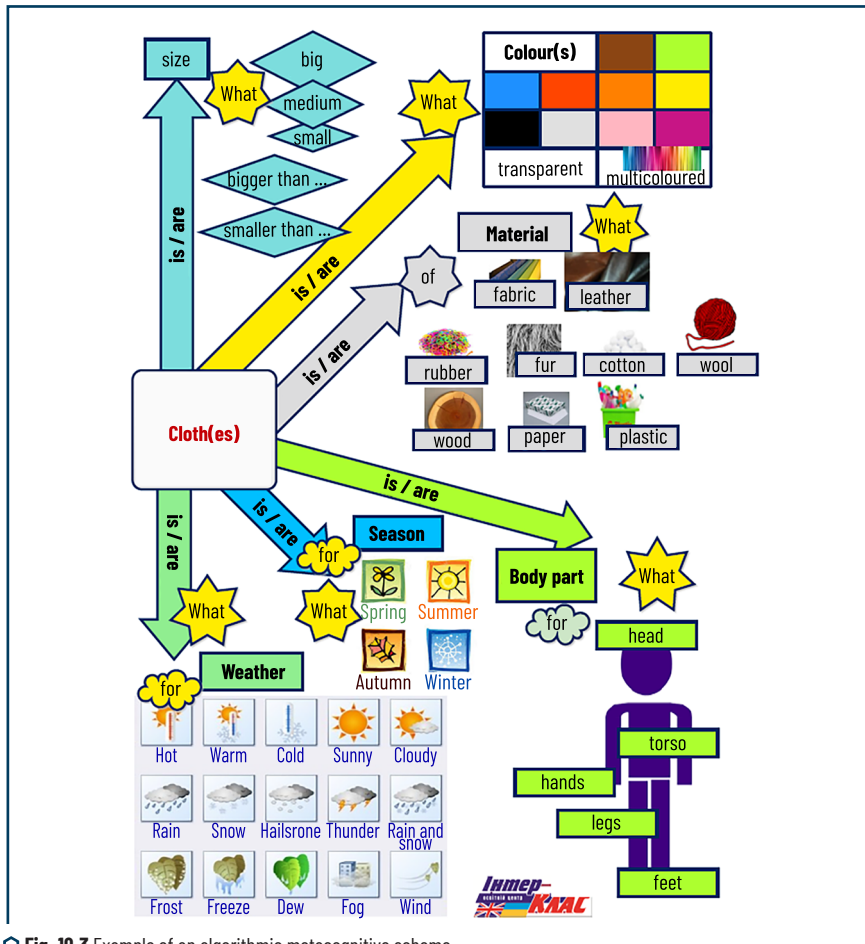 size
What
big
medium
small
bigger than ...
smaller than ...
is / are
What
Colour(s)
transparent
multicoloured
is / are
Material
What
of
fabric
leather
is / are
rubber
fur
cotton
wool
wood
paper
plastic
Cloth(es)
is / are
Body part
What
for
head
torso
hands
legs
feet
is / are
Season
for
What
Spring
Summer
Autumn
Winter
is / are
What
Weather
for
Hot
Warm
Cold
Sunny
Cloudy
Rain
Snow
Hailsrone
Thunder
Rain and
snow
Frost
Freeze
Dew
Fog
Wind
Інтер–
КЛАС
Fig. 10.3 Example of an algorithmic metacognitive scheme